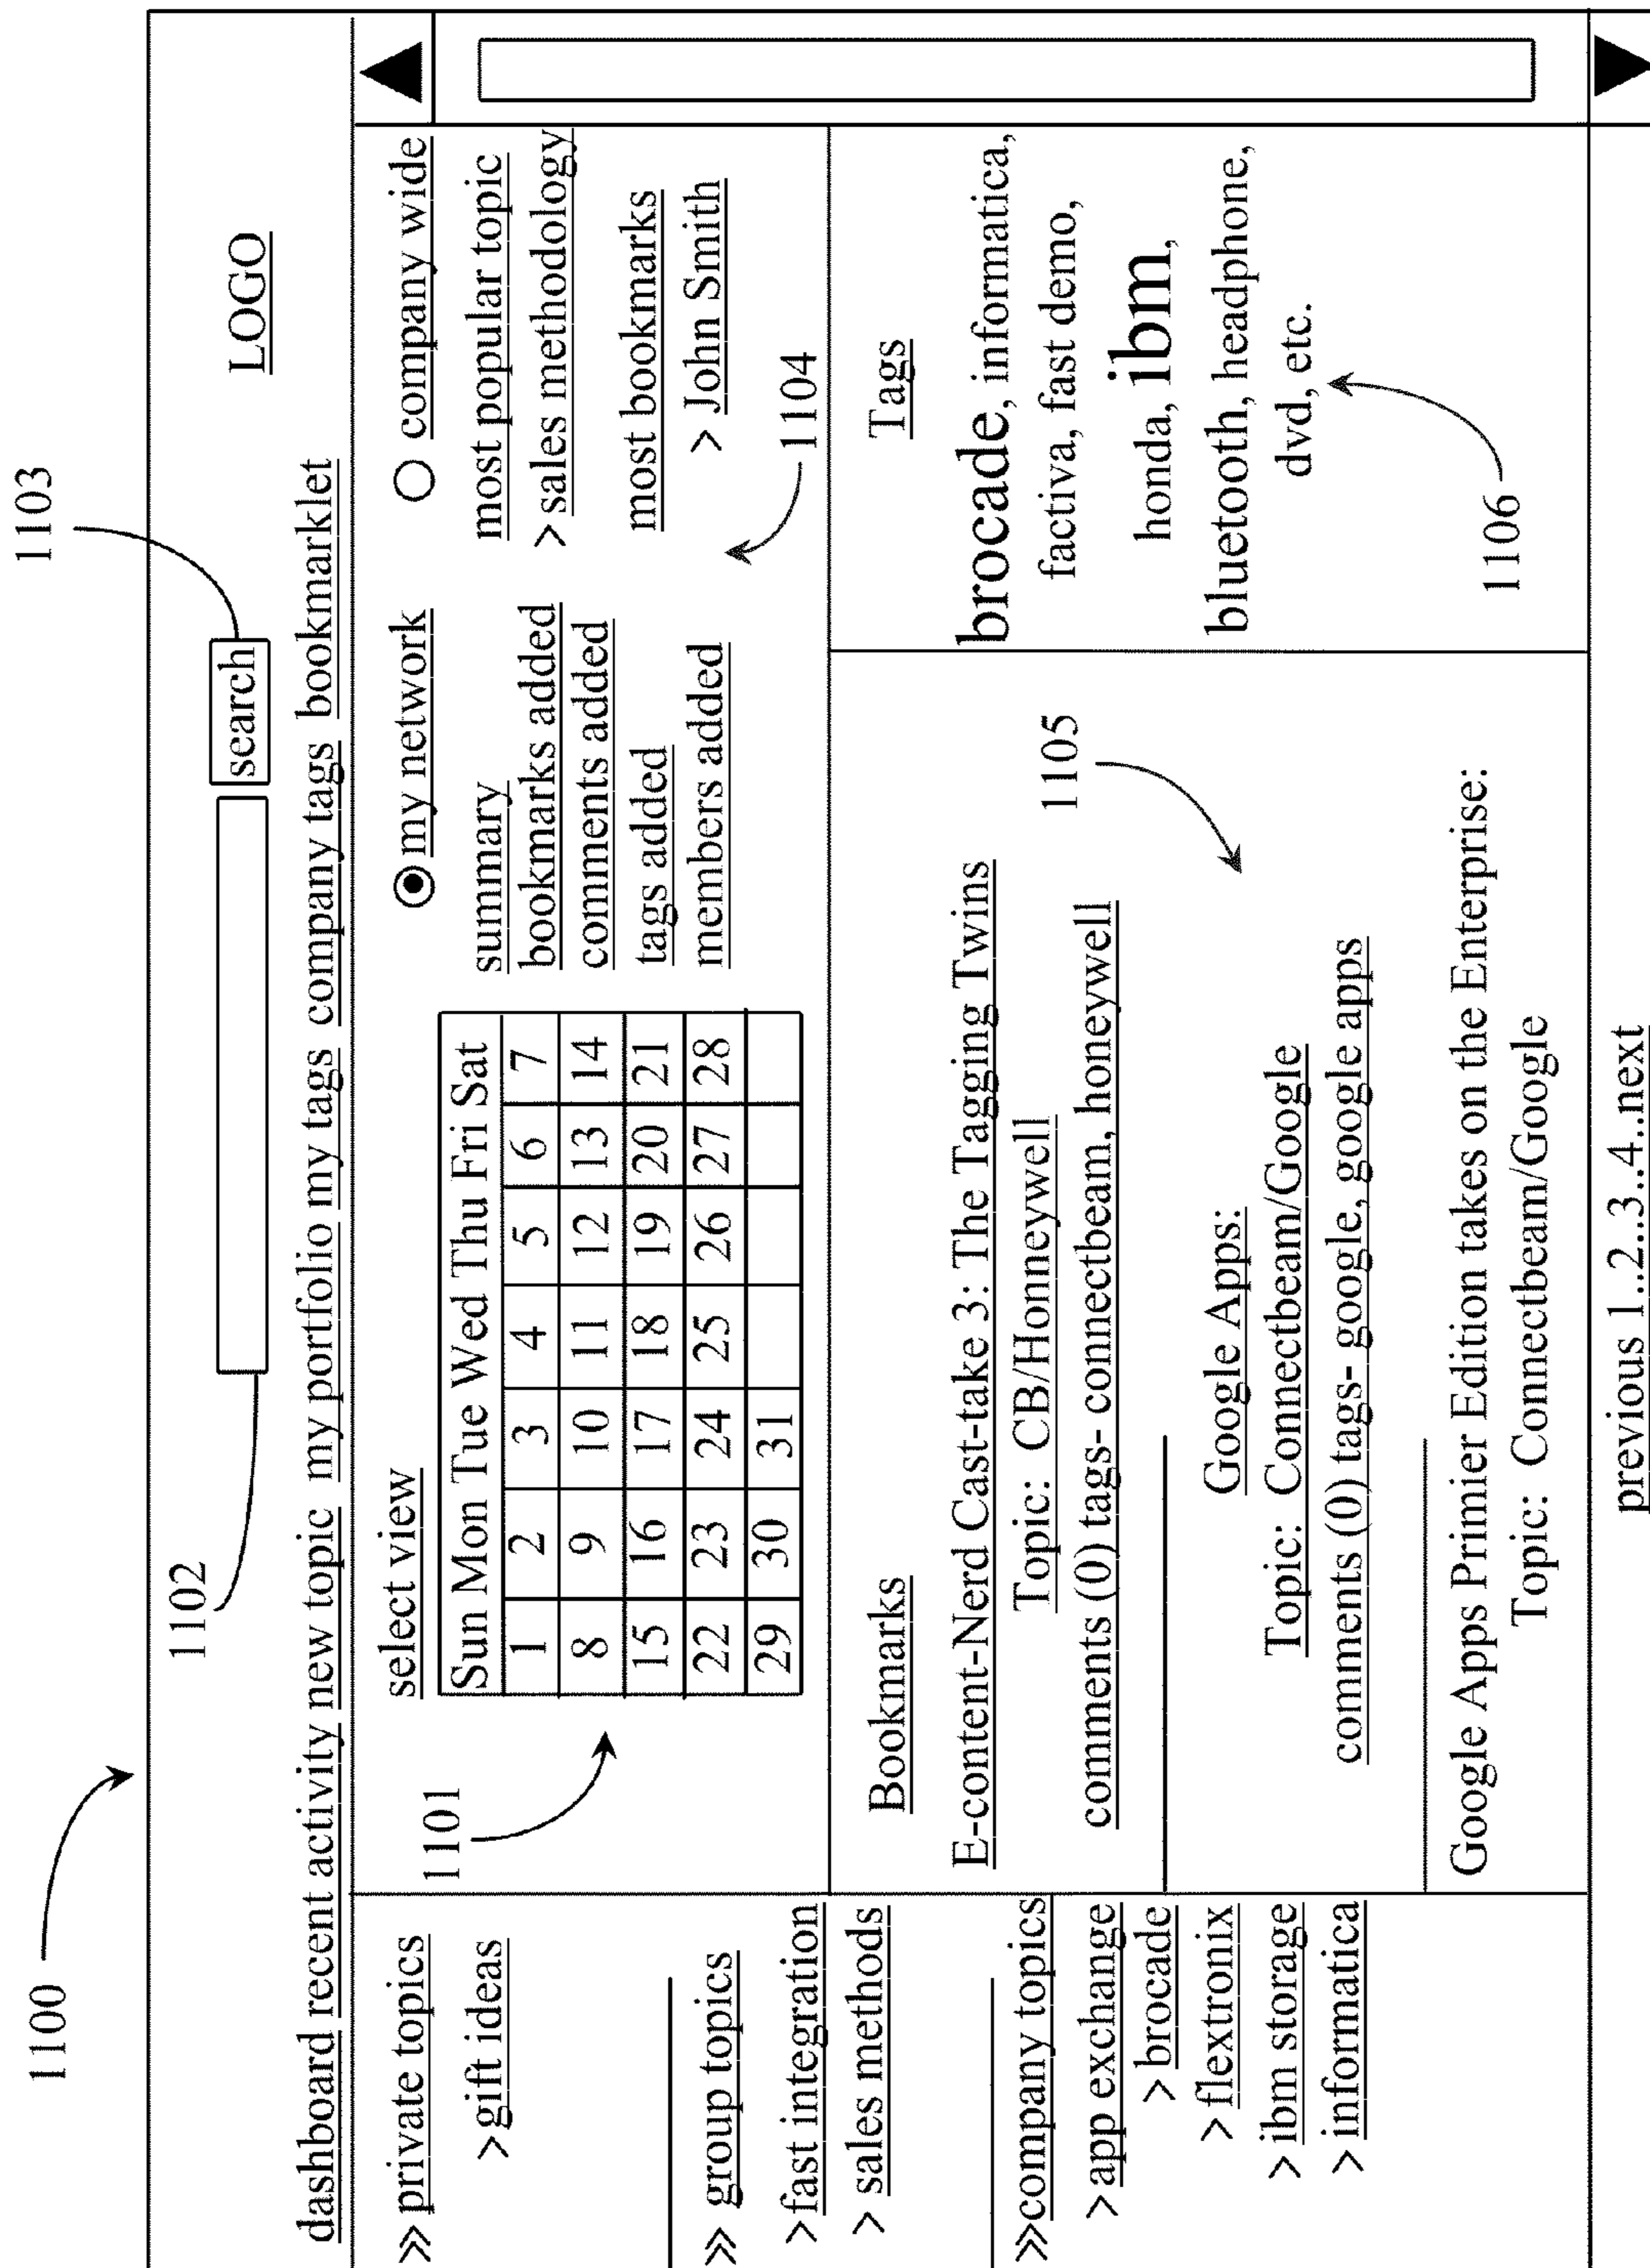 1100
1102
1103
search
LOGO
dashboard recent activity new topic my portfolio my tags company tags bookmarklet
>> private topics
>gift ideas
>> group topics
>fast integration
> sales methods
>>company topics
>app exchange
>brocade
>flextronix
> ibm storage
> informatica
1101
select view
Sun Mon Tue Wed Thu Fri Sat
1 2 3 4 5 6 7
8 9 10 11 12 13 14
15 16 17 18 19 20 21
22 23 24 25 26 27 28
29 30 31
my network
summary
bookmarks added
comments added
tags added
members added
company wide
most popular topic
>sales methodology
most bookmarks
> John Smith
1104
Bookmarks
E-content-Nerd Cast-take 3: The Tagging Twins
Topic: CB/Honneywell
comments (0) tags- connectbeam, honeywell
1105
Google Apps:
Topic: Connectbeam/Google
comments (0) tags- google, google apps
Google Apps Primier Edition takes on the Enterprise:
Topic: Connectbeam/Google
Tags
brocade, informatica,
factiva, fast demo,
honda, ibm,
bluetooth, headphone,
dvd, etc.
1106
previous 1..2...3...4..next